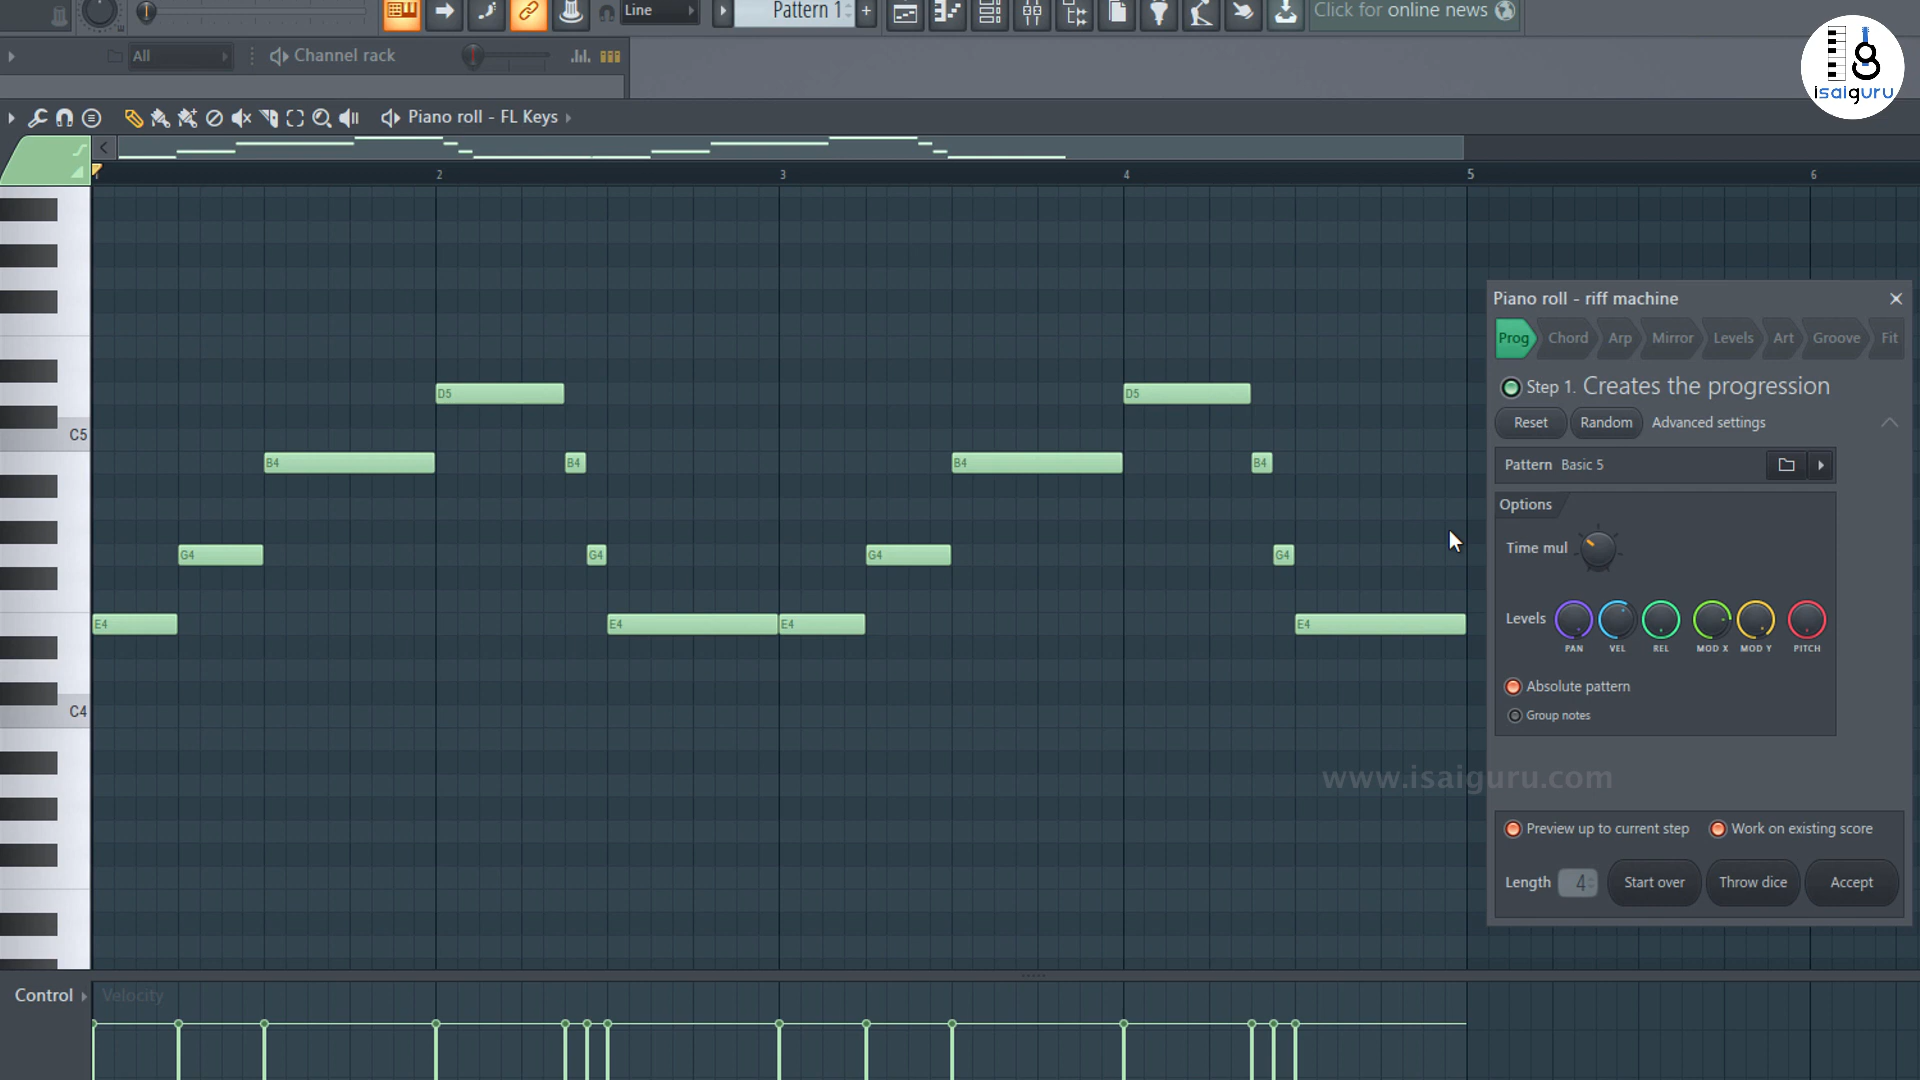 Line
Pattern 1
+
Click for online news
All
Channel rack
isaiguru
Piano roll - FL Keys
1
2
3
4
5
6
D5
D5
C5
B4
B4
B4
B4
G4
G4
G4
G4
E4
E4
E4
E4
C4
Piano roll - riff machine
Prog
Chord
Arp
Mirror
Levels
Art
Groove
Fit
Step 1. Creates the progression
Reset
Random
Advanced settings
Pattern Basic 5
Options
Time mul
Levels
PAN
VEL
REL
MOD X
MOD Y
PITCH
Absolute pattern
Group notes
www.isaiguru.com
Preview up to current step
Work on existing score
Length 4
Start over
Throw dice
Accept
Control
Velocity